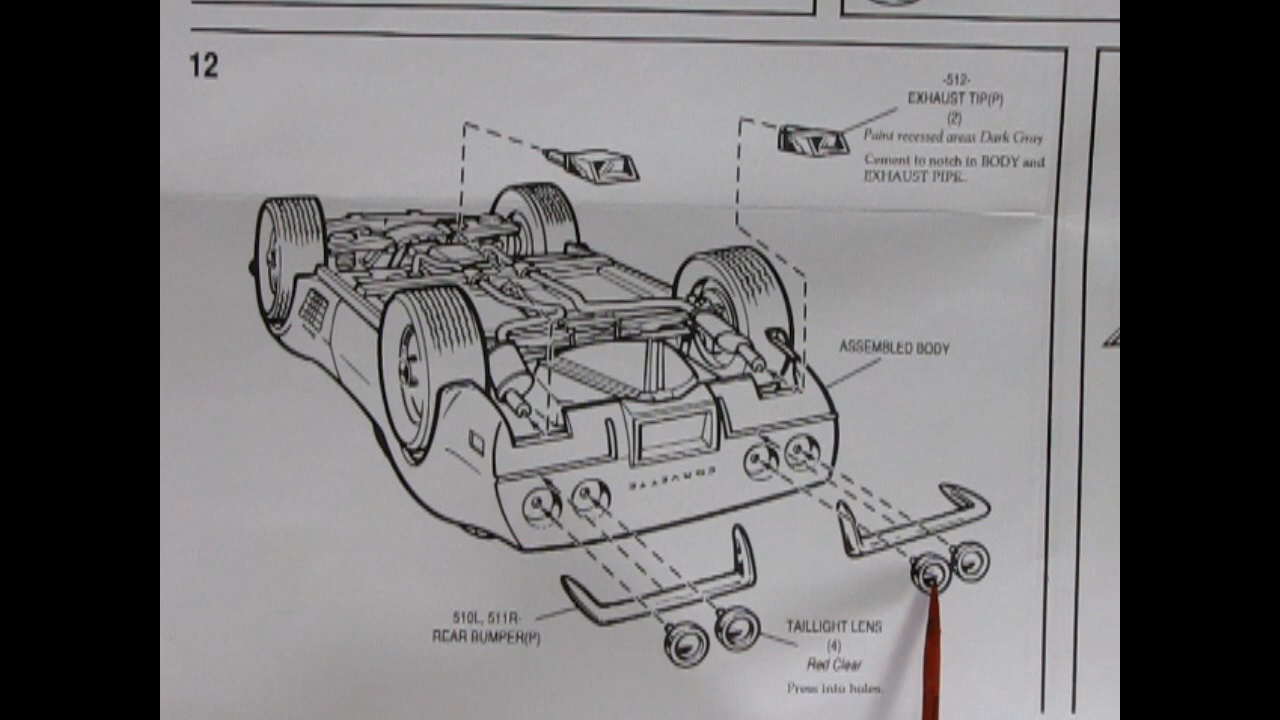 12
-512-
EXHAUST TIP(P)
(2)
Paint recessed areas Dark Gray
Cement to notch in BODY and
EXHAUST PIPE.
ASSEMBLED BODY
CORVETTE
510L, 511R-
REAR BUMPER(P)
TAILLIGHT LENS
(4)
Red Clear
Press into holes.